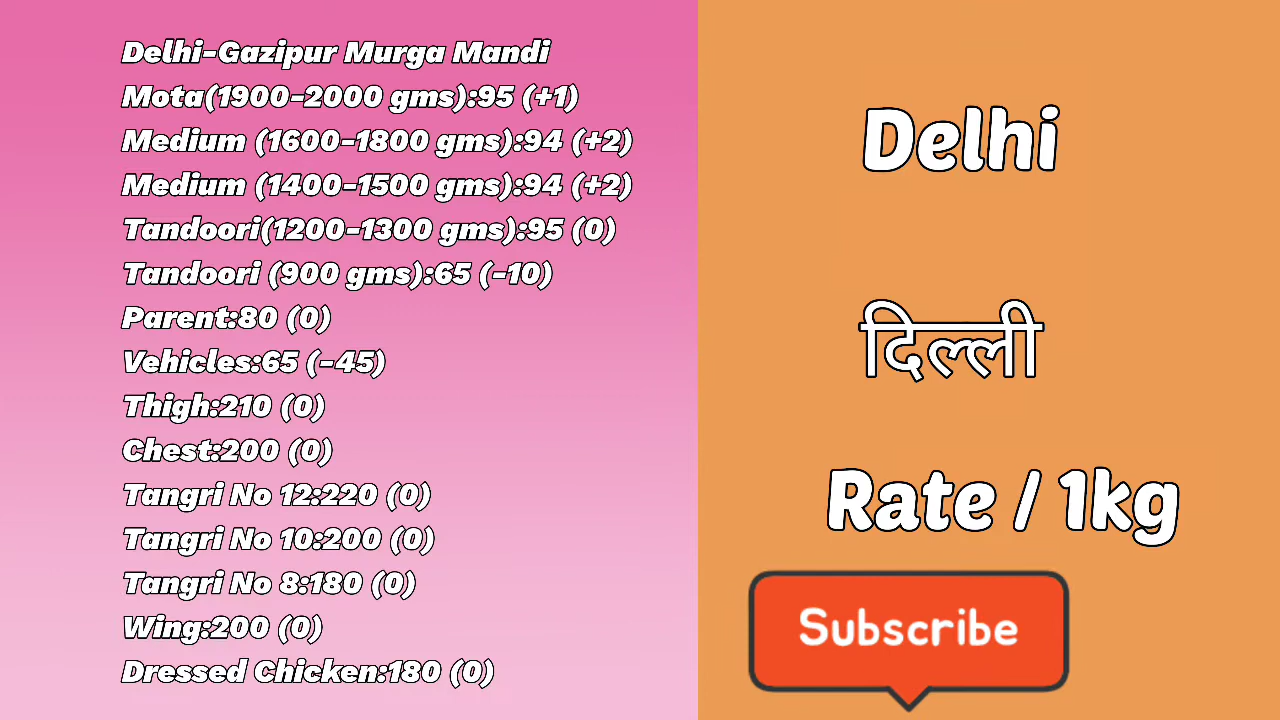 Delhi-Gazipur Murga Mandi
Mota(1900-2000 gms):95 (+1)
Medium (1600-1800 gms):94 (+2)
Medium (1400-1500 gms):94 (+2)
Tandoori(1200-1300 gms):95 (0)
Tandoori (900 gms):65 (-10)
Parent:80 (0)
Vehicles:65 (-45)
Thigh:210 (0)
Chest:200 (0)
Tangri No 12:220 (0)
Tangri No 10:200 (0)
Tangri No 8:180 (0)
Wing:200 (0)
Dressed Chicken:180 (0)
Delhi
दिल्ली
Rate / 1kg
Subscribe